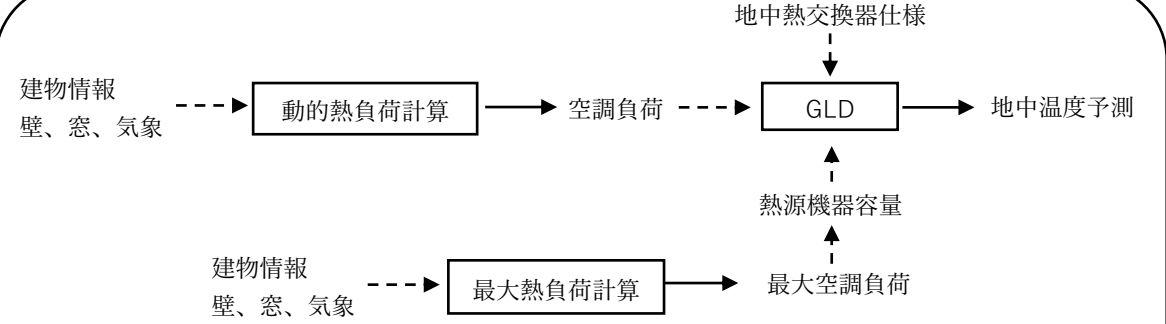 地中熱交換器仕様
建物情報
壁、窓、気象
動的熱負荷計算
空調負荷
GLD
地中温度予測
熱源機器容量
建物情報
壁、窓、気象
最大熱負荷計算
最大空調負荷